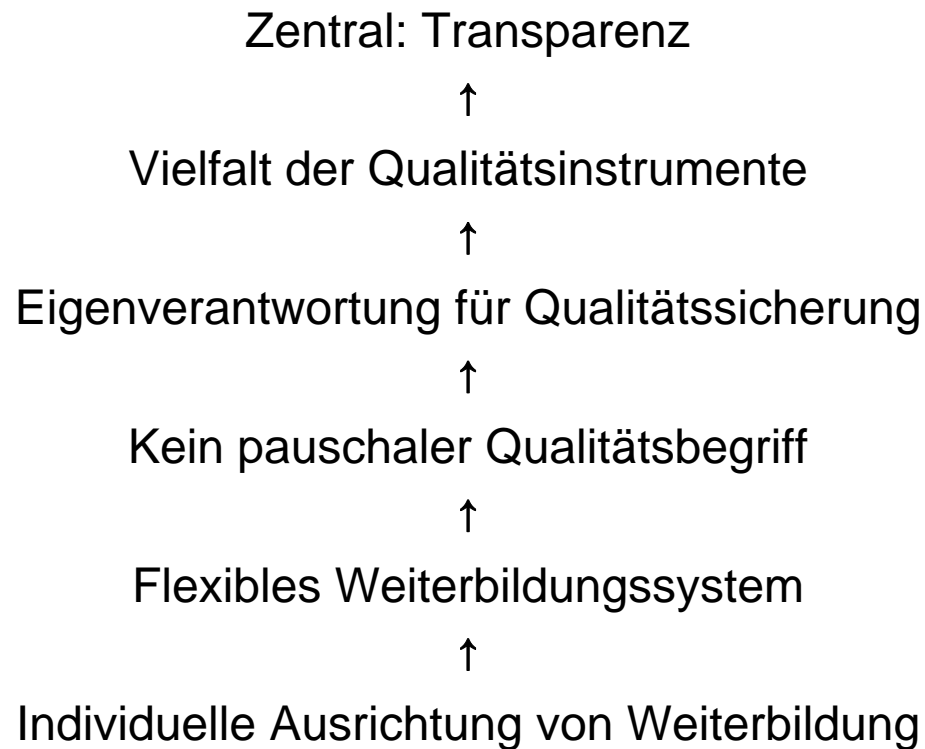 Zentral: Transparenz
↑
Vielfalt der Qualitätsinstrumente
↑
Eigenverantwortung für Qualitätssicherung
↑
Kein pauschaler Qualitätsbegriff
↑
Flexibles Weiterbildungssystem
↑
Individuelle Ausrichtung von Weiterbildung